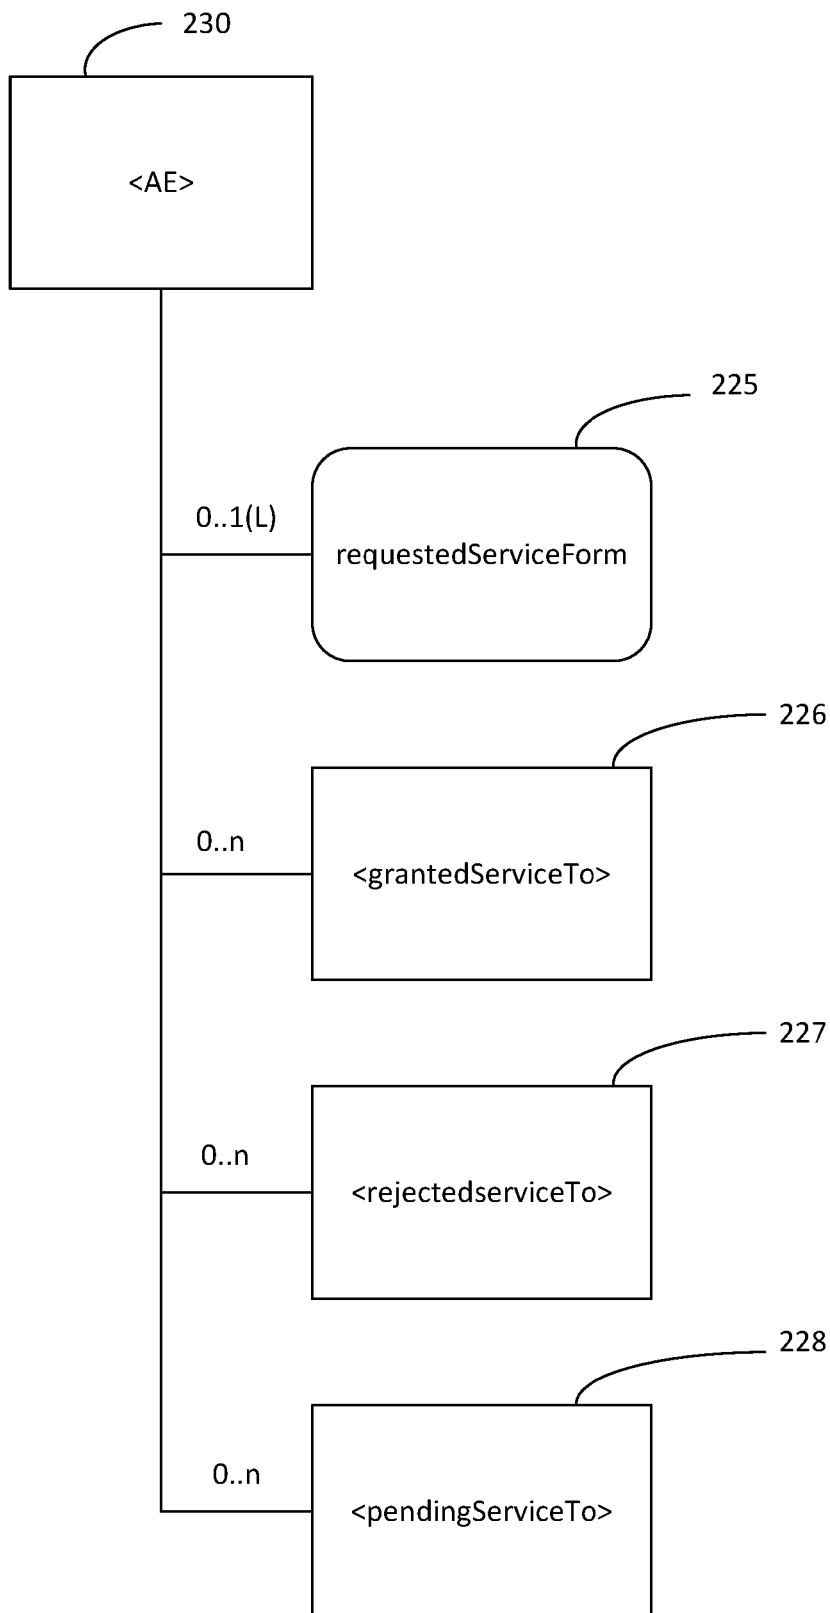 230
<AE>
225
0..1(L)
requestedServiceForm
226
0..n
<grantedServiceTo>
227
0..n
<rejectedserviceTo>
228
0..n
<pendingServiceTo>